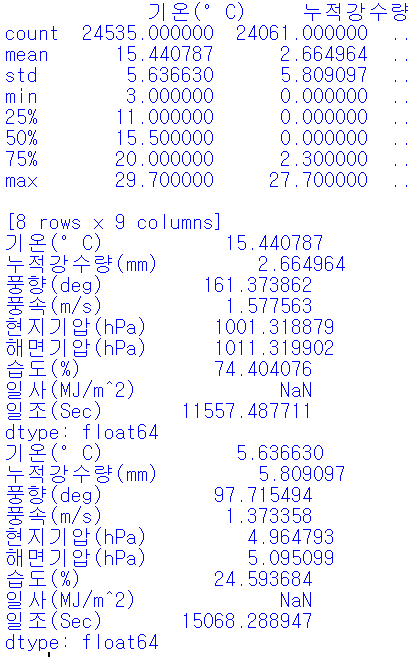 기온(° C) 누적강수량
count 24535.000000 24061.000000 ..
mean 15.440787 2.664964 ..
std 5.636630 5.809097 ..
min 3.000000 0.000000 ..
25% 11.000000 0.000000 ..
50% 15.500000 0.000000 ..
75% 20.000000 2.300000 ..
max 29.700000 27.700000 ..
[8 rows x 9 columns]
기온(° C) 15.440787
누적강수량(mm) 2.664964
풍향(deg) 161.373862
풍속(m/s) 1.577563
현지기압(hPa) 1001.318879
해면기압(hPa) 1011.319902
습도(%) 74.404076
일사(MJ/m^2) NaN
일조(Sec) 11557.487711
dtype: float64
기온(° C) 5.636630
누적강수량(mm) 5.809097
풍향(deg) 97.715494
풍속(m/s) 1.373358
현지기압(hPa) 4.964793
해면기압(hPa) 5.095099
습도(%) 24.593684
일사(MJ/m^2) NaN
일조(Sec) 15068.288947
dtype: float64